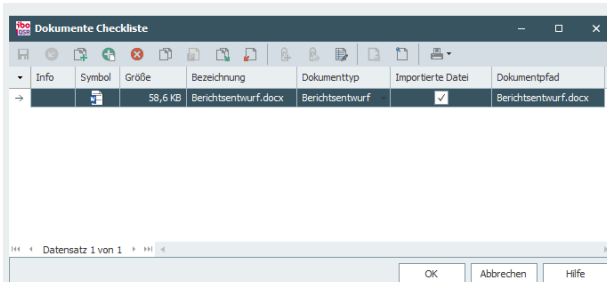 ibo
Dokumente Checkliste
Info Symbol Größe Bezeichnung Dokumenttyp Importierte Datei Dokumentpfad
58,6 KB Berichtsentwurf.docx Berichtsentwurf Berichtsentwurf.docx
Datensatz 1 von 1
OK Abbrechen Hilfe